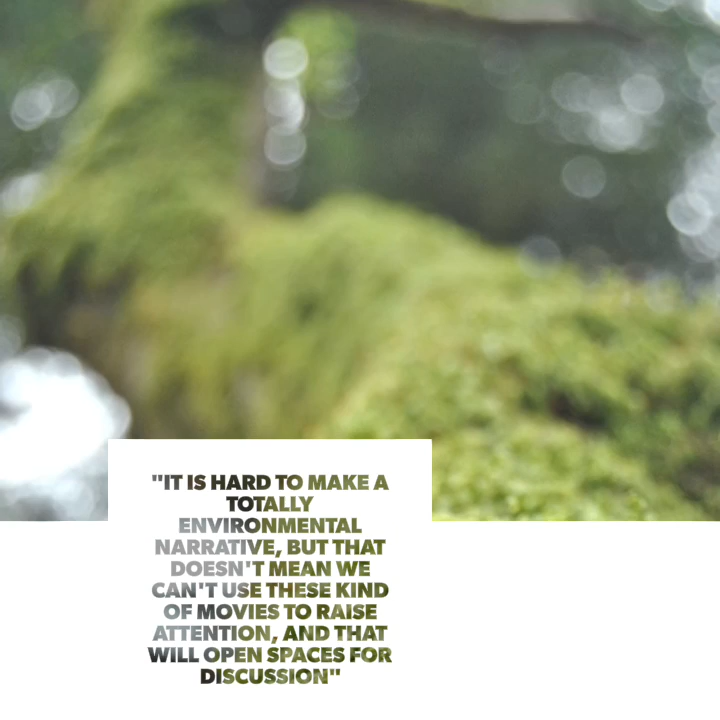 "IT IS HARD TO MAKE A
TOTALLY
ENVIRONMENTAL
NARRATIVE, BUT THAT
DOESN'T MEAN WE
CAN'T USE THESE KIND
OF MOVIES TO RAISE
ATTENTION, AND THAT
WILL OPEN SPACES FOR
DISCUSSION"